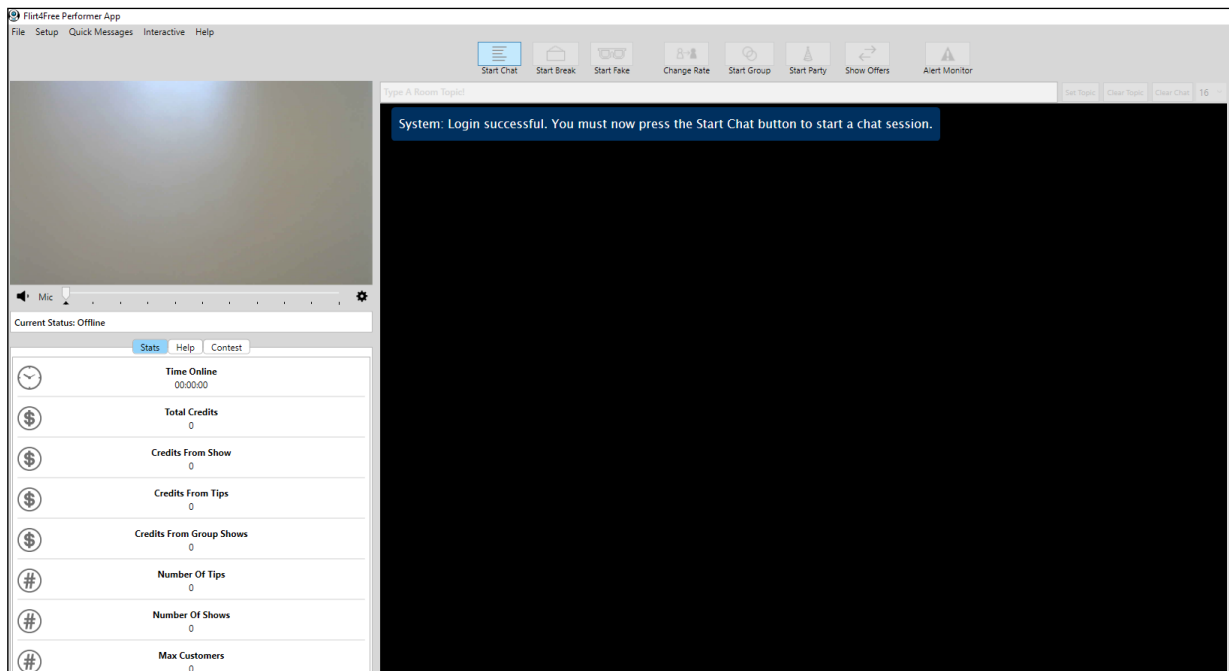 Flirt4Free Performer App
File Setup Quick Messages Interactive Help
Start Chat Start Break Start Fake Change Rate Start Group Start Party Show Offers Alert Monitor
Type A Room Topic! Set Topic Clear Topic Clear Chat 16
System: Login successful. You must now press the Start Chat button to start a chat session.
Mic
Current Status: Offline
Stats Help Contest
Time Online
00:00:00
Total Credits
0
Credits From Show
0
Credits From Tips
0
Credits From Group Shows
0
Number Of Tips
0
Number Of Shows
0
Max Customers
0